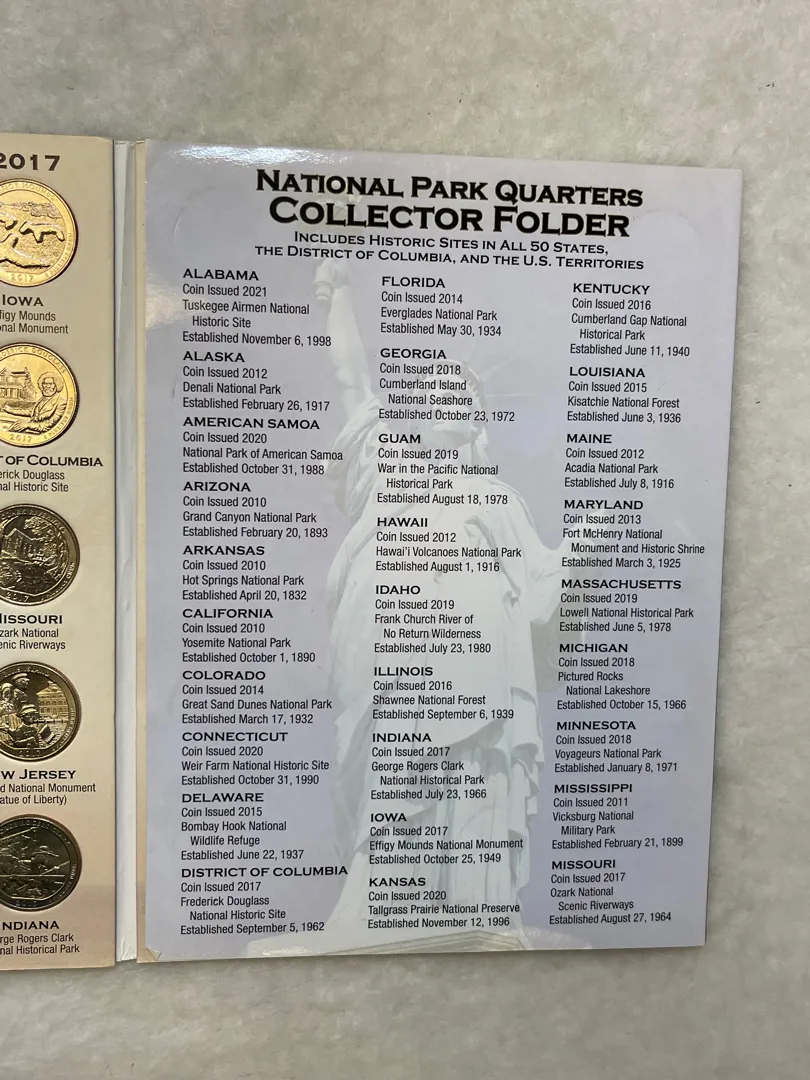 2017
IOWA
figy Mounds
onal Monument
2017
T OF COLUMBIA
erick Douglass
nal Historic Site
ISSOURI
zark National
enic Riverways
W JERSEY
d National Monument
atue of Liberty)
NDIANA
rge Rogers Clark
nal Historical Park
NATIONAL PARK QUARTERS
COLLECTOR FOLDER
INCLUDES HISTORIC SITES IN ALL 50 STATES,
THE DISTRICT OF COLUMBIA, AND THE U.S. TERRITORIES
ALABAMA
Coin Issued 2021
Tuskegee Airmen National
Historic Site
Established November 6, 1998
ALASKA
Coin Issued 2012
Denali National Park
Established February 26, 1917
AMERICAN SAMOA
Coin Issued 2020
National Park of American Samoa
Established October 31, 1988
ARIZONA
Coin Issued 2010
Grand Canyon National Park
Established February 20, 1893
ARKANSAS
Coin Issued 2010
Hot Springs National Park
Established April 20, 1832
CALIFORNIA
Coin Issued 2010
Yosemite National Park
Established October 1, 1890
COLORADO
Coin Issued 2014
Great Sand Dunes National Park
Established March 17, 1932
CONNECTICUT
Coin Issued 2020
Weir Farm National Historic Site
Established October 31, 1990
DELAWARE
Coin Issued 2015
Bombay Hook National
Wildlife Refuge
Established June 22, 1937
DISTRICT OF COLUMBIA
Coin Issued 2017
Frederick Douglass
National Historic Site
Established September 5, 1962
FLORIDA
Coin Issued 2014
Everglades National Park
Established May 30, 1934
GEORGIA
Coin Issued 2018
Cumberland Island
National Seashore
Established October 23, 1972
GUAM
Coin Issued 2019
War in the Pacific National
Historical Park
Established August 18, 1978
HAWAII
Coin Issued 2012
Hawai'i Volcanoes National Park
Established August 1, 1916
IDAHO
Coin Issued 2019
Frank Church River of
No Return Wilderness
Established July 23, 1980
ILLINOIS
Coin Issued 2016
Shawnee National Forest
Established September 6, 1939
INDIANA
Coin Issued 2017
George Rogers Clark
National Historical Park
Established July 23, 1966
IOWA
Coin Issued 2017
Effigy Mounds National Monument
Established October 25, 1949
KANSAS
Coin Issued 2020
Tallgrass Prairie National Preserve
Established November 12, 1996
KENTUCKY
Coin Issued 2016
Cumberland Gap National
Historical Park
Established June 11, 1940
LOUISIANA
Coin Issued 2015
Kisatchie National Forest
Established June 3, 1936
MAINE
Coin Issued 2012
Acadia National Park
Established July 8, 1916
MARYLAND
Coin Issued 2013
Fort McHenry National
Monument and Historic Shrine
Established March 3, 1925
MASSACHUSETTS
Coin Issued 2019
Lowell National Historical Park
Established June 5, 1978
MICHIGAN
Coin Issued 2018
Pictured Rocks
National Lakeshore
Established October 15, 1966
MINNESOTA
Coin Issued 2018
Voyageurs National Park
Established January 8, 1971
MISSISSIPPI
Coin Issued 2011
Vicksburg National
Military Park
Established February 21, 1899
MISSOURI
Coin Issued 2017
Ozark National
Scenic Riverways
Established August 27, 1964